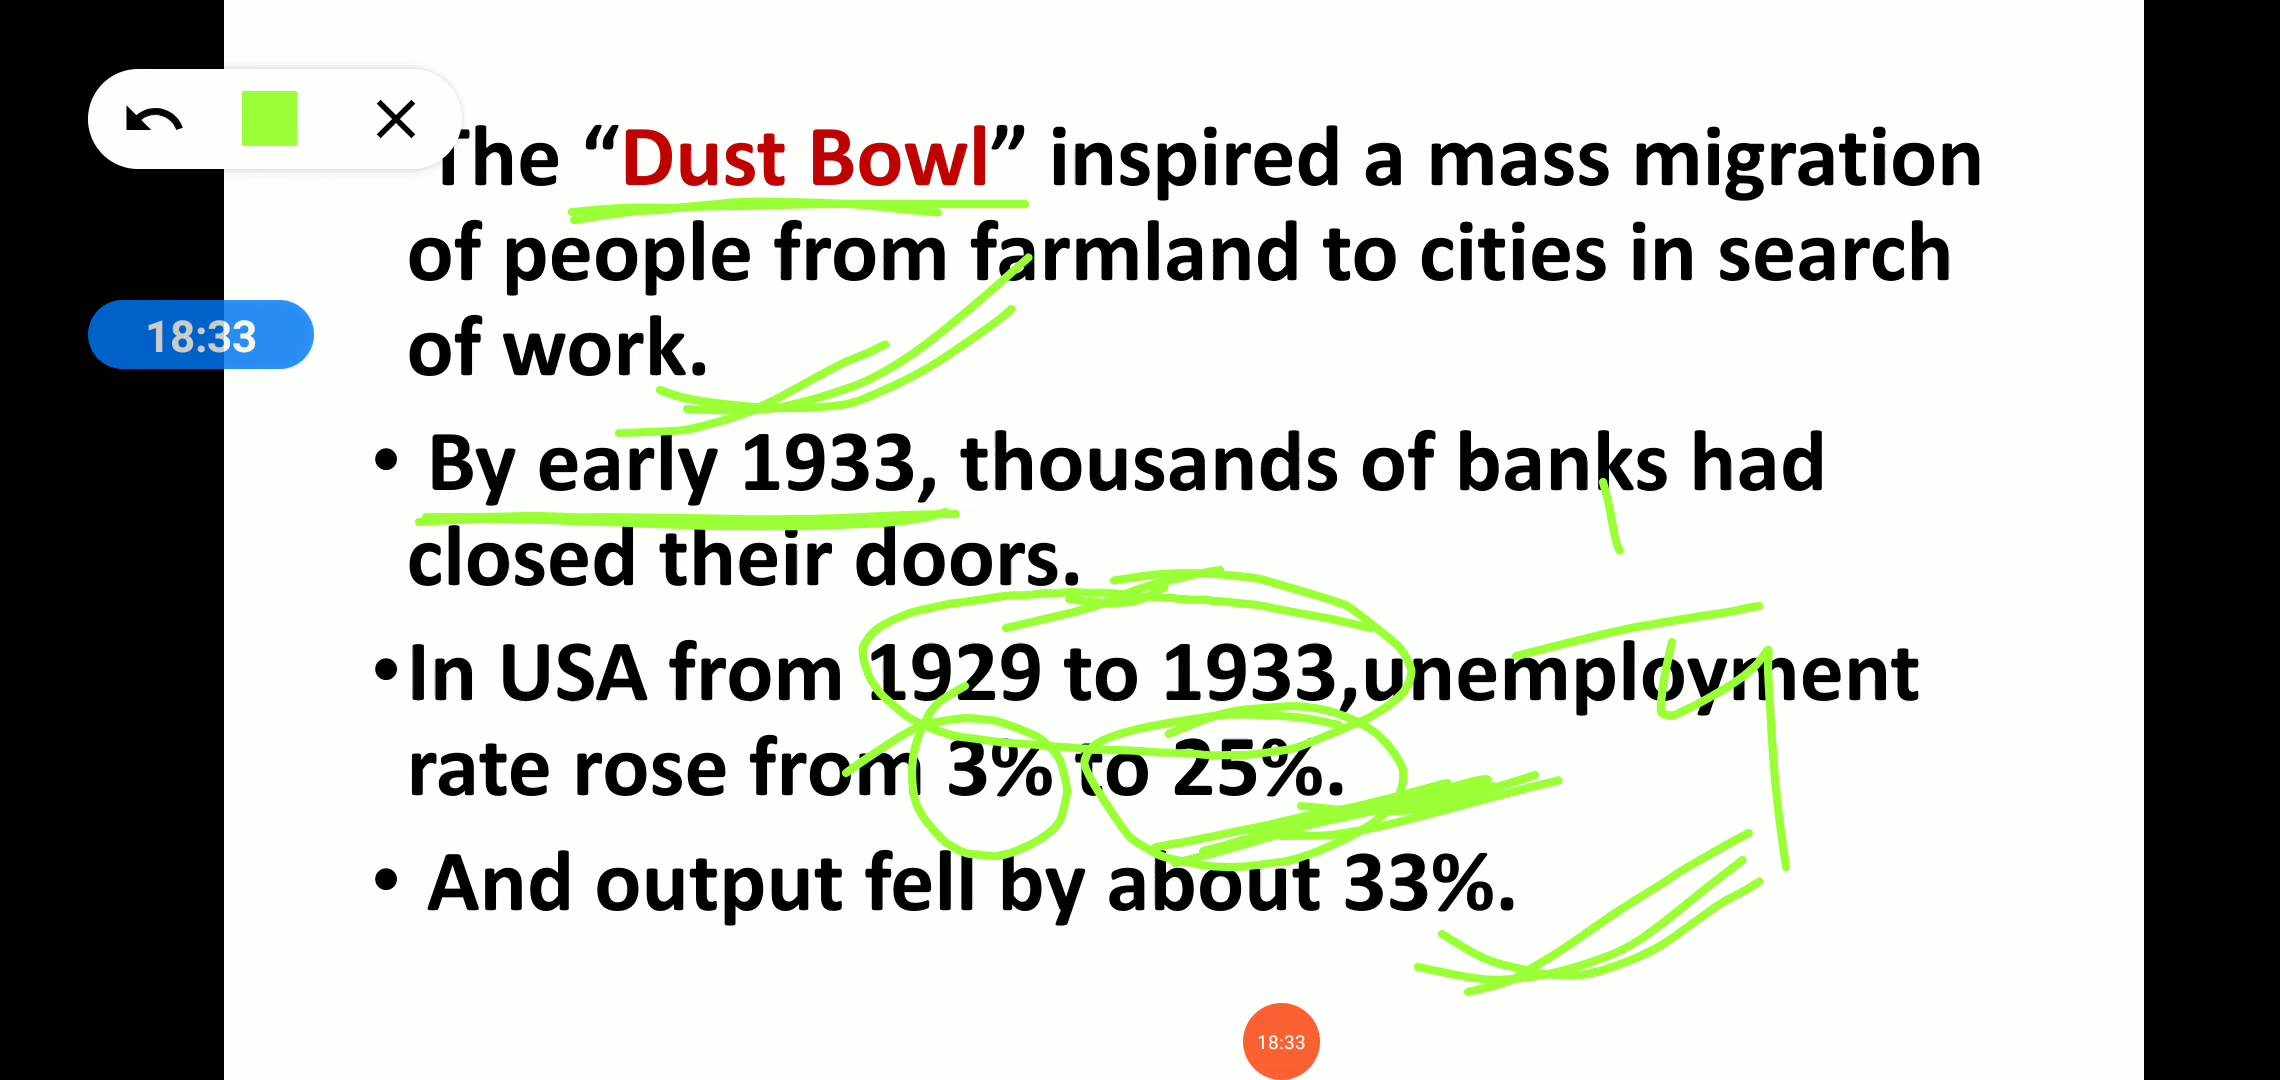 The “Dust Bowl” inspired a mass migration
of people from farmland to cities in search
of work.
18:33
• By early 1933, thousands of banks had
closed their doors.
•In USA from 1929 to 1933,unemployment
rate rose from 3% to 25%.
• And output fell by about 33%.
18:33